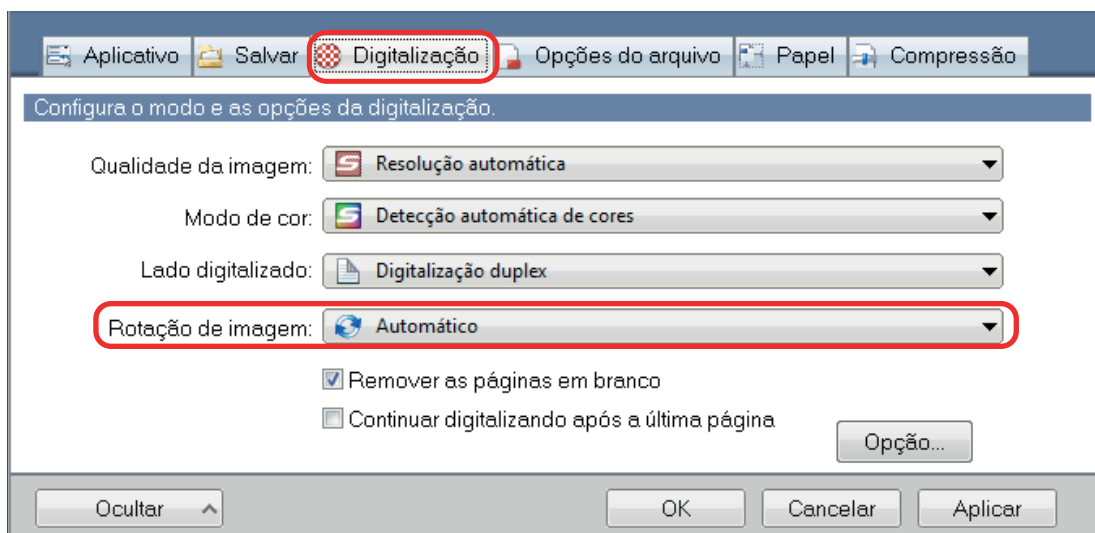 Aplicativo Salvar Digitalização Opções do arquivo Papel Compressão
Configura o modo e as opções da digitalização.
Qualidade da imagem: Resolução automática
Modo de cor: Detecção automática de cores
Lado digitalizado: Digitalização duplex
Rotação de imagem: Automático
Remover as páginas em branco
Continuar digitalizando após a última página
Opção...
Ocultar OK Cancelar Aplicar